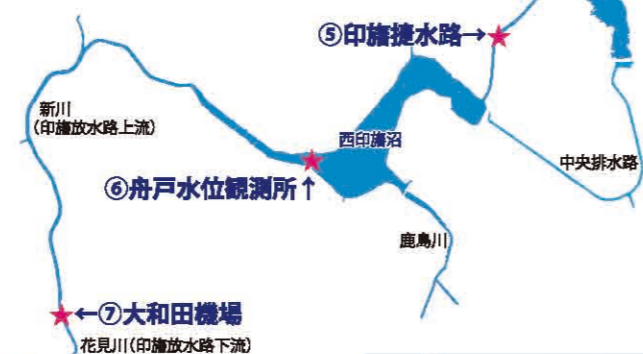 ⑤印旛捷水路→
新川
(印旛放水路上流)
西印旛沼
中央排水路
⑥舟戸水位観測所↑
鹿島川
←⑦大和田機場
花見川(印旛放水路下流)